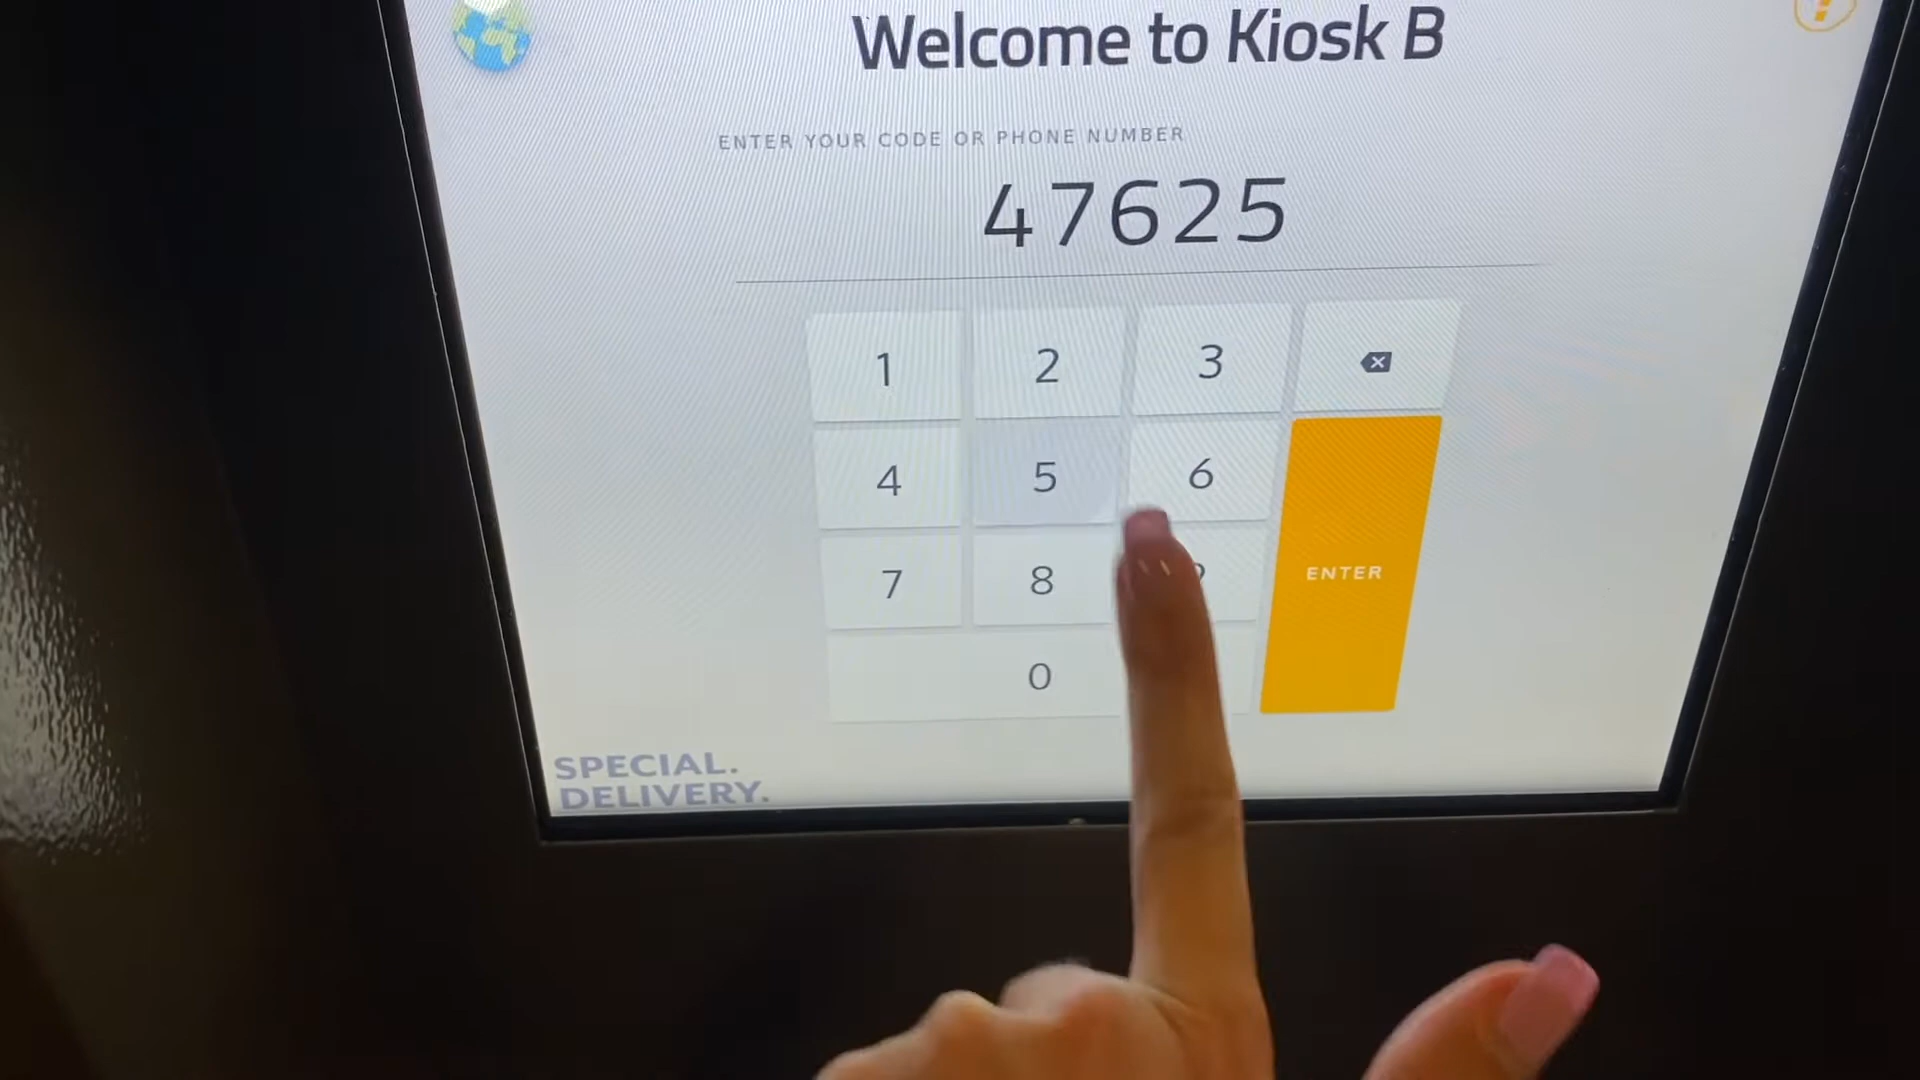 Welcome to Kiosk B
ENTER YOUR CODE OR PHONE NUMBER
47625
1 2 3
4 5 6
7 8
ENTER
0
SPECIAL.
DELIVERY.